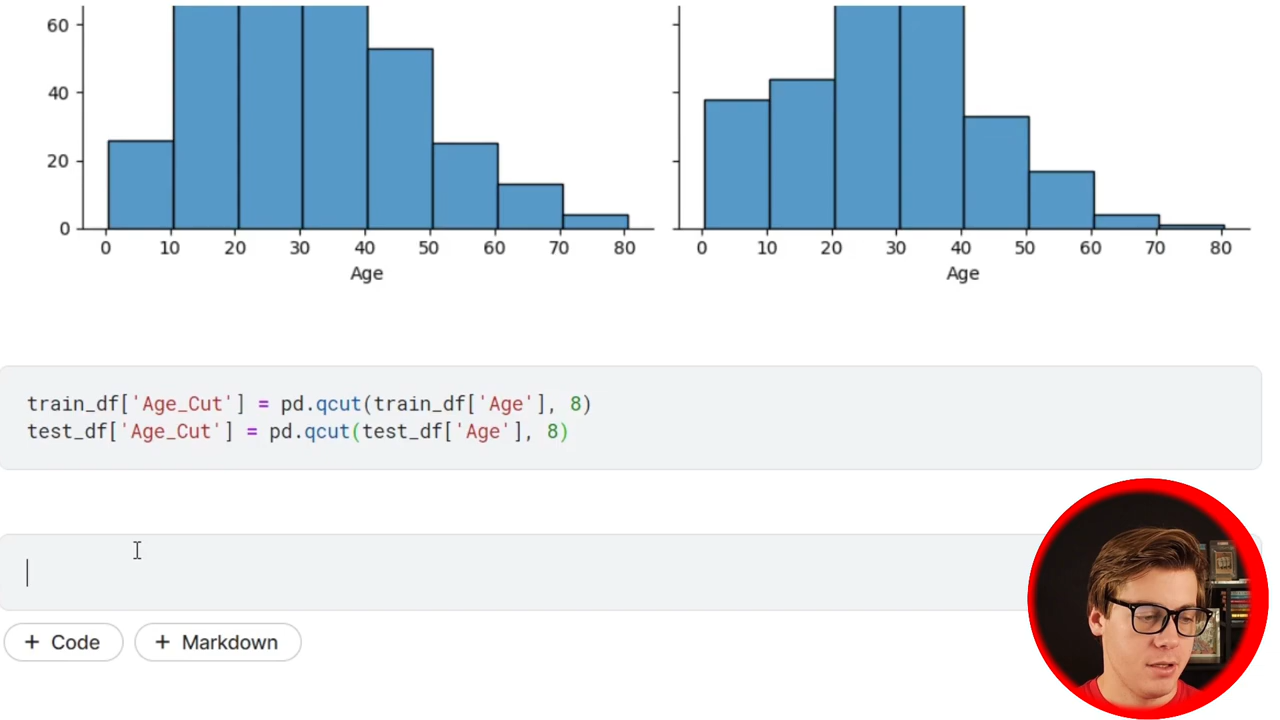 60
40
20
0
0 10 20 30 40 50 60 70 80
0 10 20 30 40 50 60 70 80
Age
Age
train_df['Age_Cut'] = pd.qcut(train_df['Age'], 8)
test_df['Age_Cut'] = pd.qcut(test_df['Age'], 8)
+ Code
+ Markdown